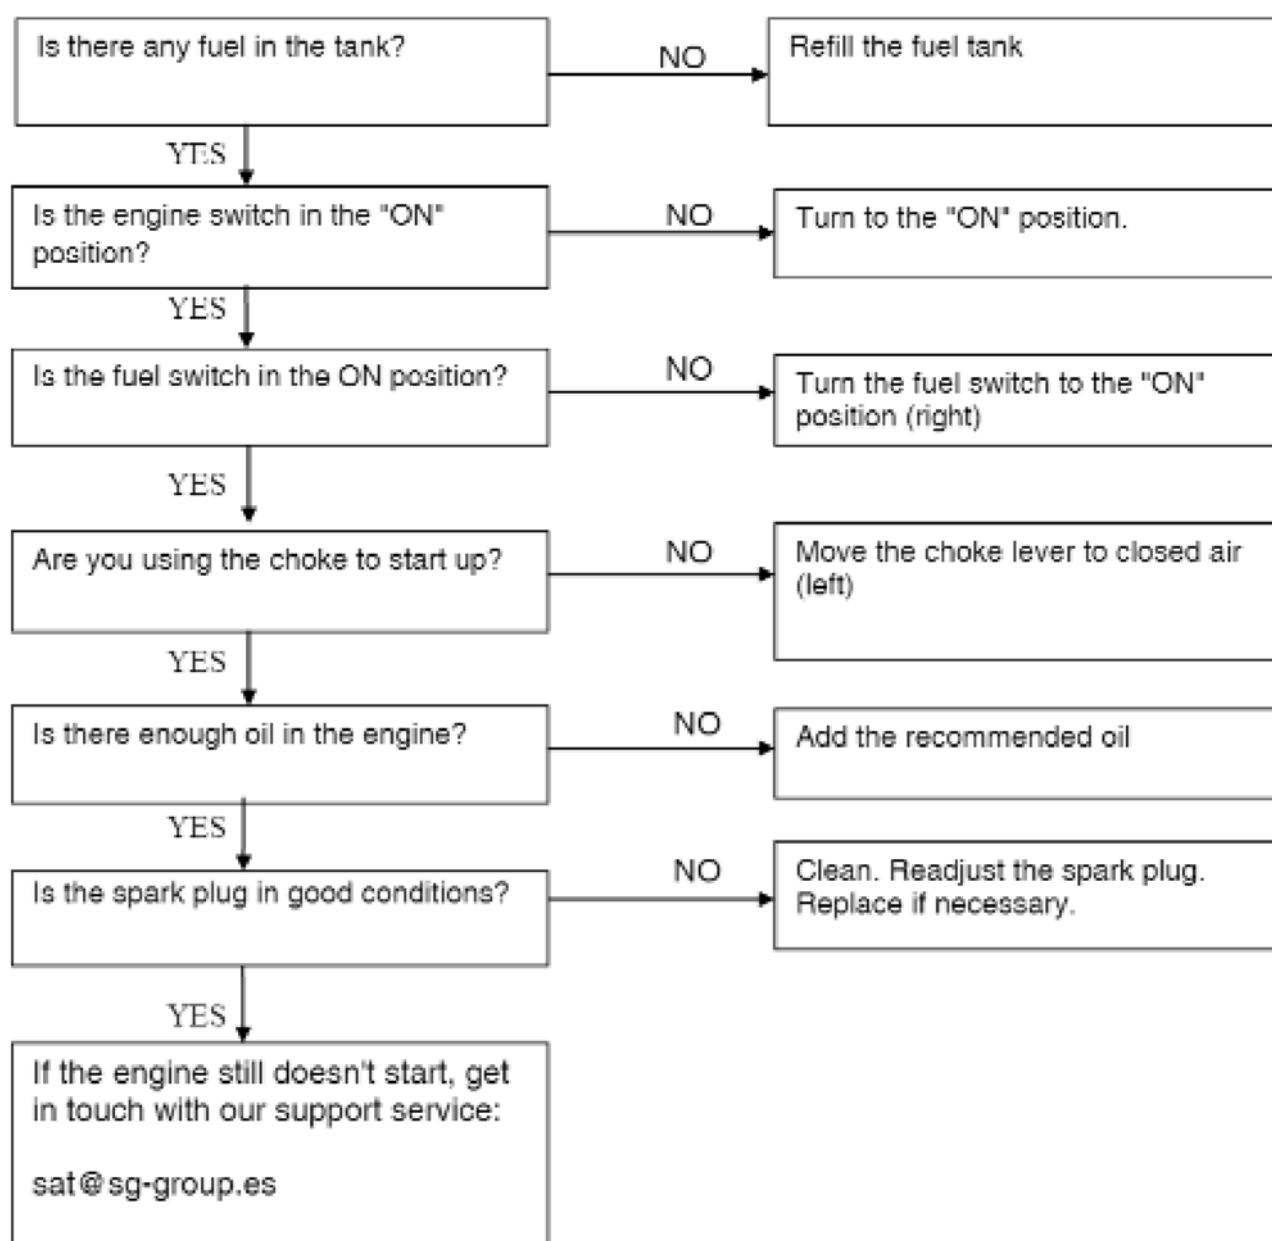 Is there any fuel in the tank?
NO
Refill the fuel tank
YES
Is the engine switch in the "ON"
position?
NO
Turn to the "ON" position.
YES
Is the fuel switch in the ON position?
NO
Turn the fuel switch to the "ON"
position (right)
YES
Are you using the choke to start up?
NO
Move the choke lever to closed air
(left)
YES
Is there enough oil in the engine?
NO
Add the recommended oil
YES
Is the spark plug in good conditions?
NO
Clean. Readjust the spark plug.
Replace if necessary.
YES
If the engine still doesn't start, get
in touch with our support service:
sat@sg-group.es